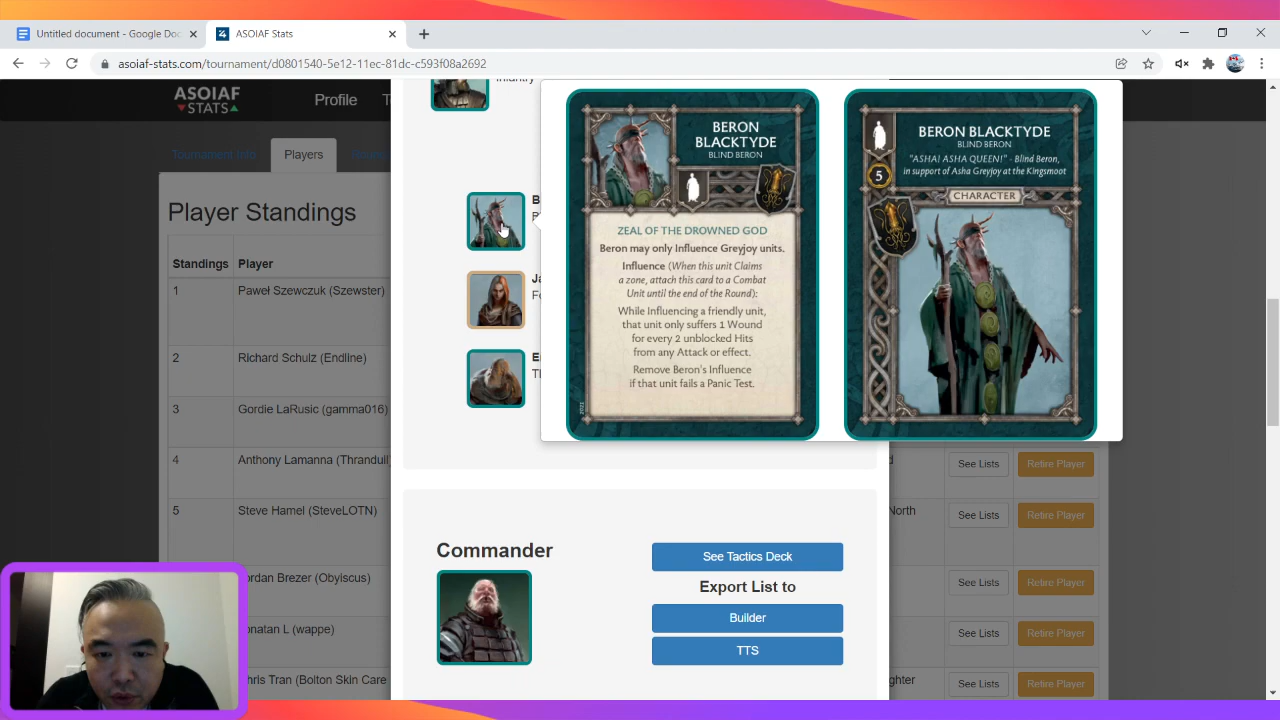 Untitled document - Google Doc
ASOIAF Stats
asoiaf-stats.com/tournament/d0801540-5e12-11ec-81dc-c593f08a2692
ASOIAF
STATS
Profile
T
Tournament Info
Players
Player Standings
Standings
Player
1
Paweł Szewczuk (Szewster)
2
Richard Schulz (Endline)
3
Gordie LaRusic (gamma016)
4
Anthony Lamanna (Thranduil
5
Steve Hamel (SteveLOTN)
rdan Brezer (Obyiscus)
onatan L (wappe)
hris Tran (Bolton Skin Care
Infantry
B
Ja
Fo
E
T
BERON
BLACKTYDE
BLIND BERON
ZEAL OF THE DROWNED GOD
Beron may only Influence Greyjoy units.
Influence (When this unit Claims
a zone, attach this card to a Combat
Unit until the end of the Round):
While Influencing a friendly unit,
that unit only suffers 1 Wound
for every 2 unblocked Hits
from any Attack or effect.
Remove Beron's Influence
if that unit fails a Panic Test.
2021
BERON BLACKTYDE
BLIND BERON
"ASHA! ASHA QUEEN!" - Blind Beron,
in support of Asha Greyjoy at the Kingsmoot
5
CHARACTER
Commander
See Tactics Deck
Export List to
Builder
TTS
d
See Lists
Retire Player
North
See Lists
Retire Player
See Lists
Retire Player
See Lists
Retire Player
ghter
See Lists
Retire Player